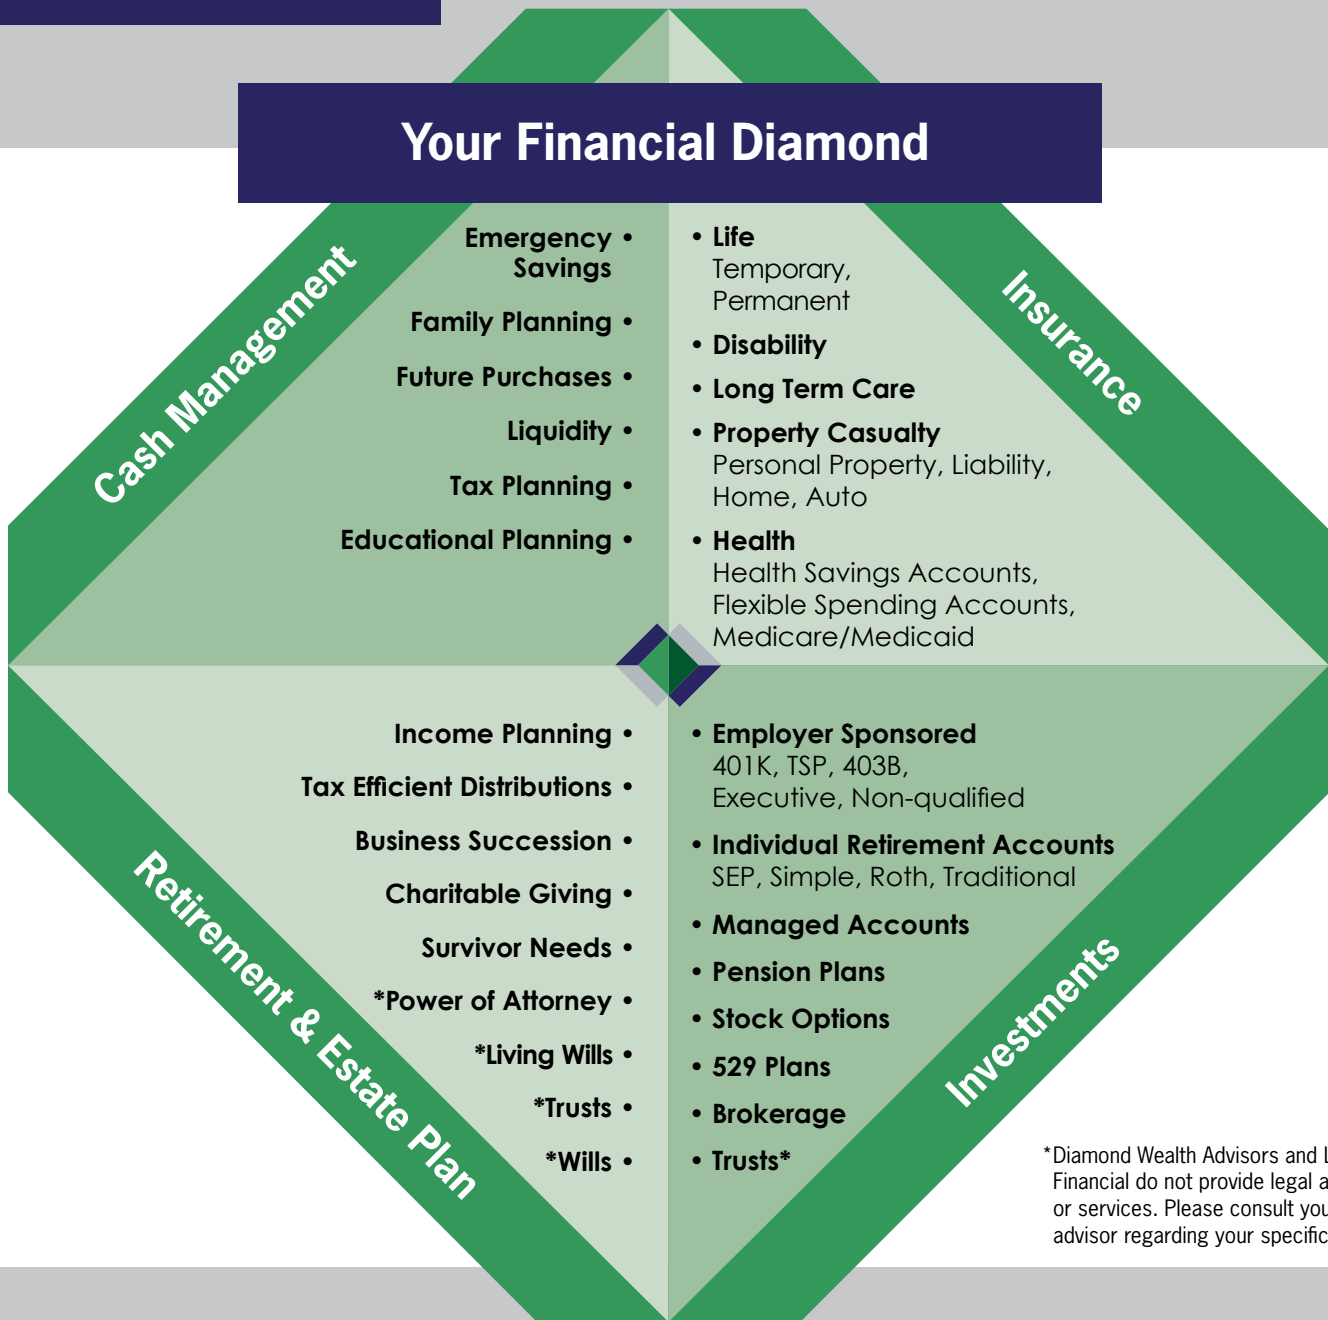 Your Financial Diamond
Cash Management
Emergency •
Savings
Family Planning •
Future Purchases •
Liquidity •
Tax Planning •
Educational Planning •
Insurance
• Life
Temporary,
Permanent
• Disability
• Long Term Care
• Property Casualty
Personal Property, Liability,
Home, Auto
• Health
Health Savings Accounts,
Flexible Spending Accounts,
Medicare/Medicaid
Retirement & Estate Plan
Income Planning •
Tax Efficient Distributions •
Business Succession •
Charitable Giving •
Survivor Needs •
*Power of Attorney •
*Living Wills •
*Trusts •
*Wills •
Investments
• Employer Sponsored
401K, TSP, 403B,
Executive, Non-qualified
• Individual Retirement Accounts
SEP, Simple, Roth, Traditional
• Managed Accounts
• Pension Plans
• Stock Options
• 529 Plans
• Brokerage
• Trusts*
*Diamond Wealth Advisors and
Financial do not provide legal
or services. Please consult
advisor regarding your specific